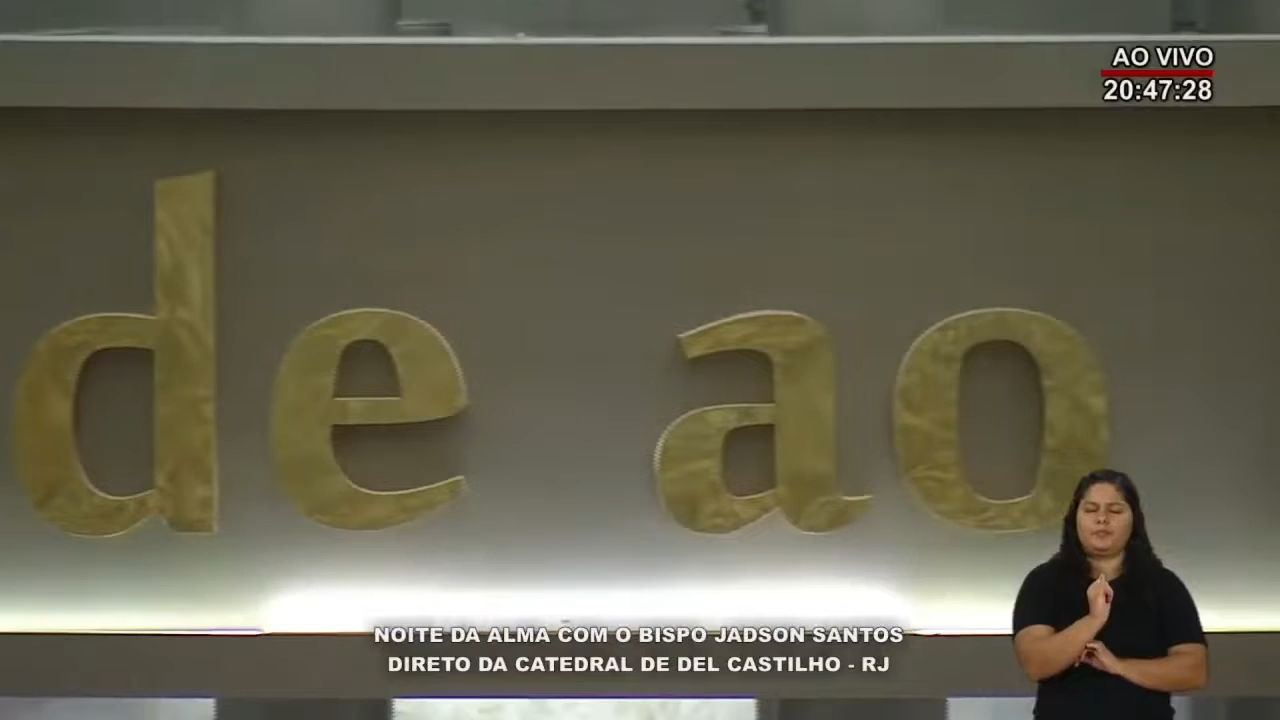 AO VIVO
20:47:28
de ao
NOITE DA ALMA COM O BISPO JADSON SANTOS
DIRETO DA CATEDRAL DE DEL CASTILHO - RJ